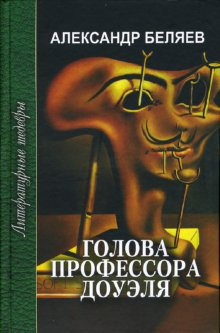 АЛЕКСАНДР БЕЛЯЕВ
Литературные шедевры
ГОЛОВА
ПРОФЕССОРА
ДОУЭЛЯ